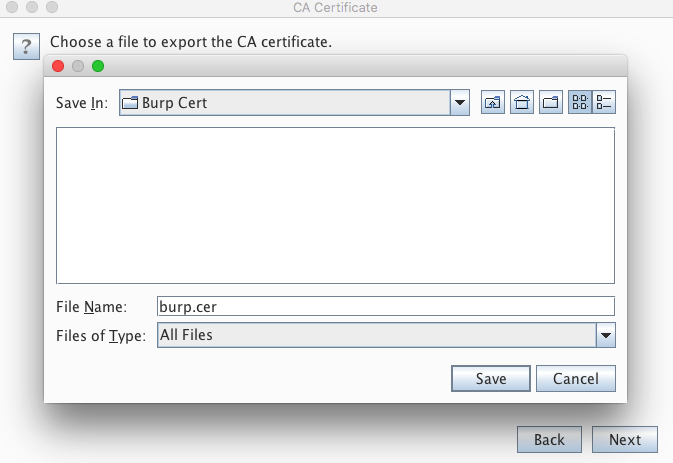 CA Certificate
? Choose a file to export the CA certificate.
Save In: Burp Cert
File Name: burp.cer
Files of Type: All Files
Save Cancel
Back Next